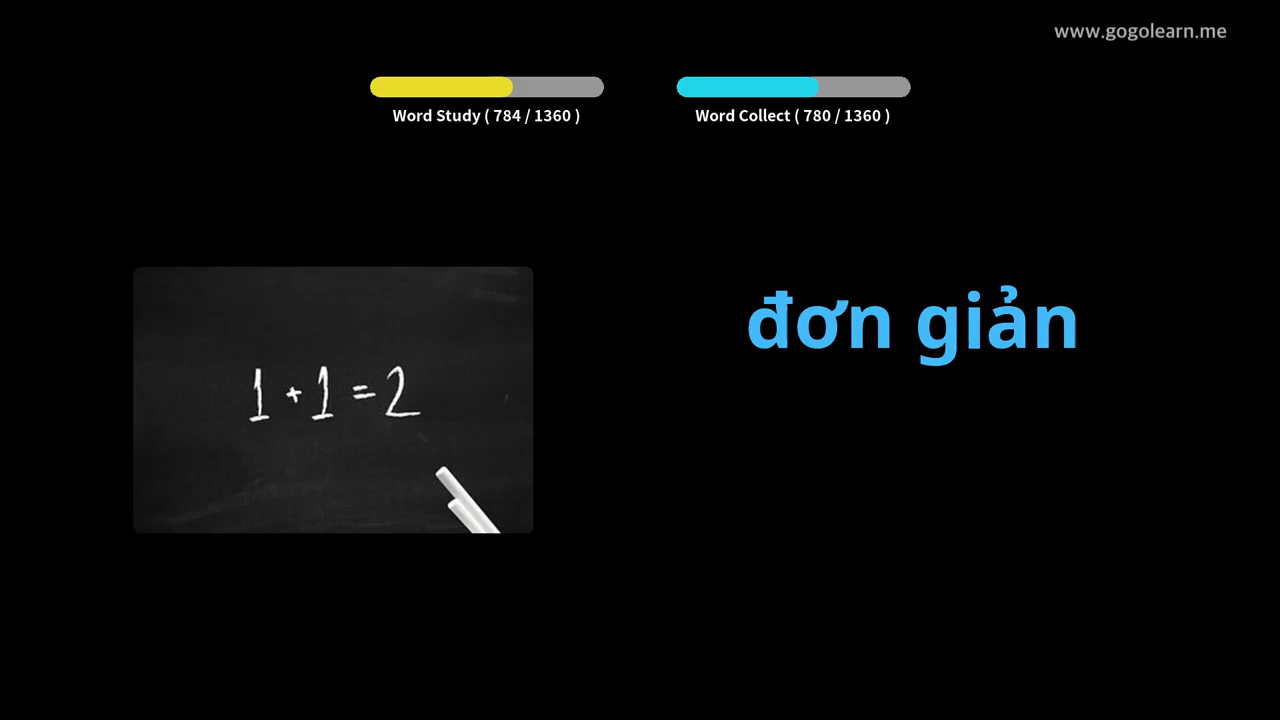 www.gogolearn.me
Word Study ( 784 / 1360 )
Word Collect ( 780 / 1360 )
đơn giản
1 + 1 = 2